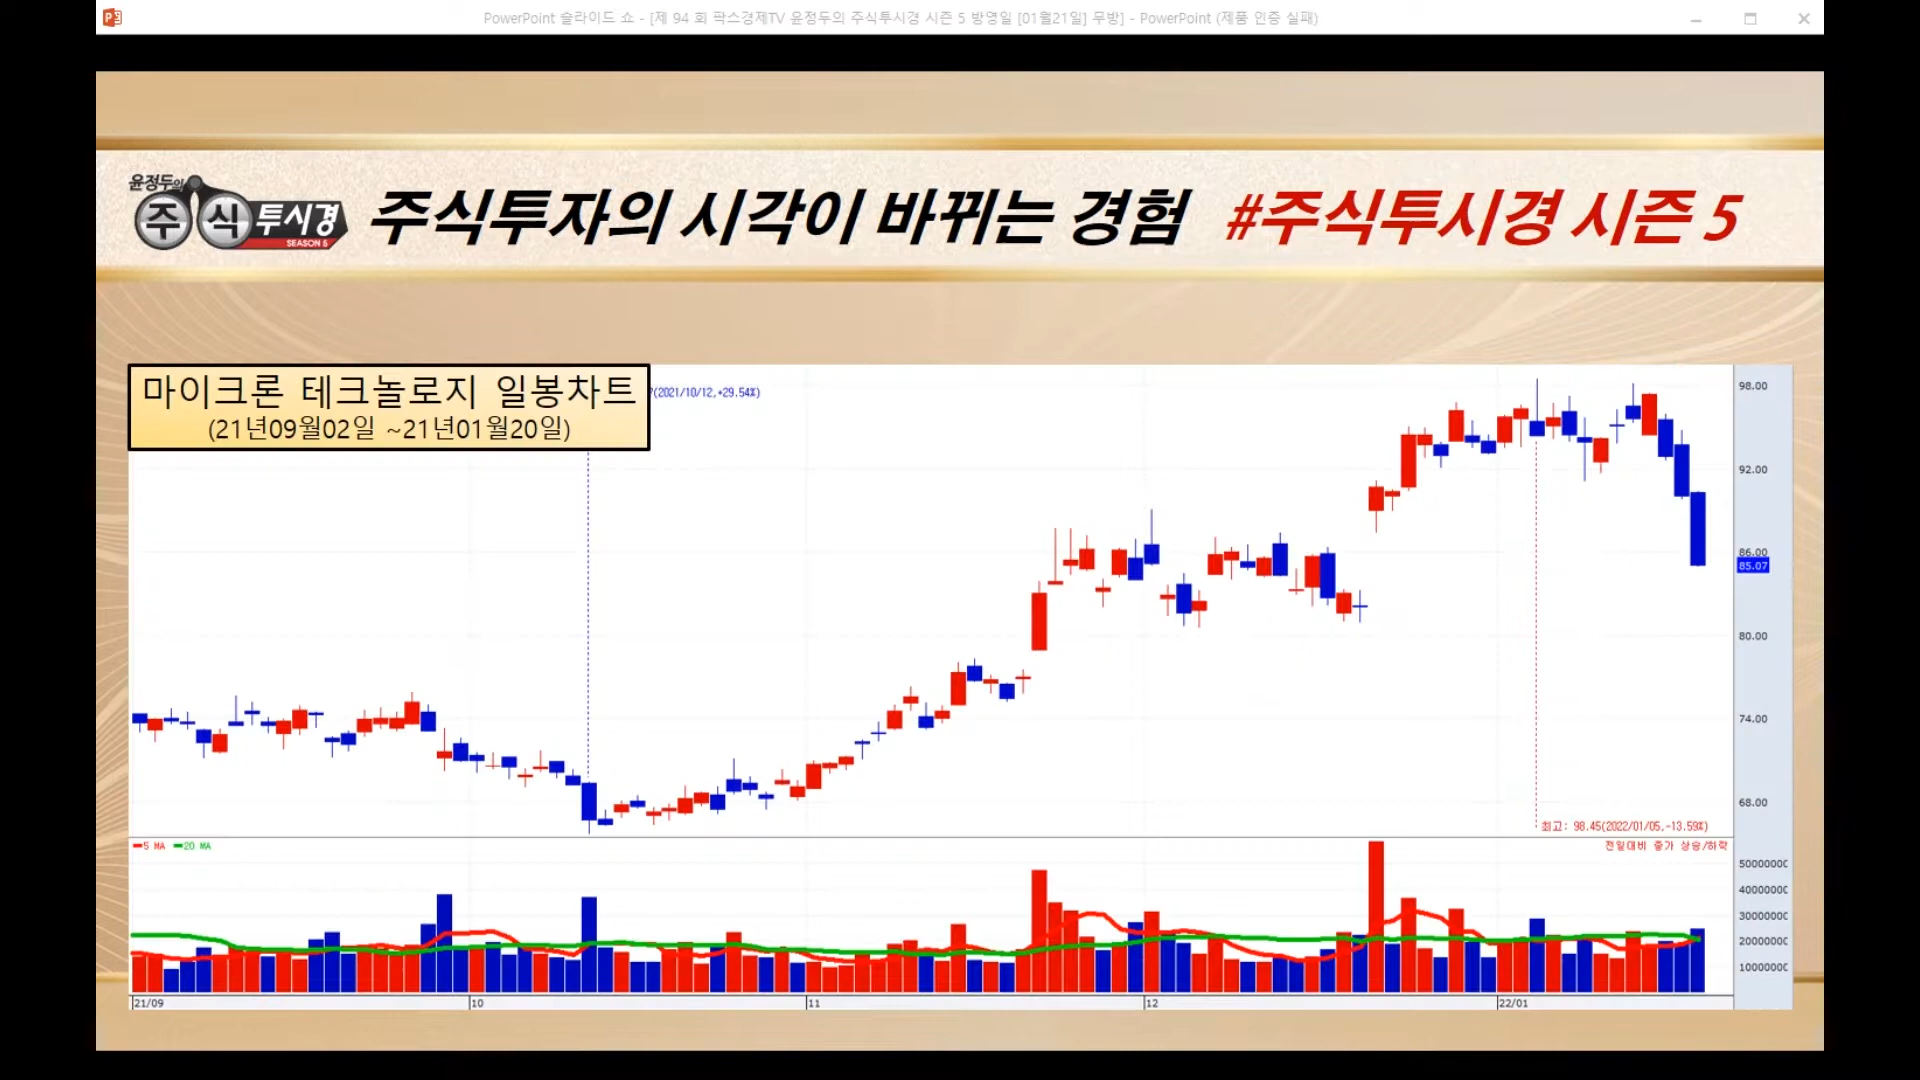 PowerPoint 슬라이드 쇼 - [제 94 회 팍스경제TV 윤정두의 주식투시경 시즌 5 방영일 [01월21일] 무방] - PowerPoint (제품 인증 실패)
윤정두의
주식투시경
SEASON 5
주식투자의 시각이 바뀌는 경험 #주식투시경 시즌 5
마이크론 테크놀로지 일봉차트
(21년09월02일 ~21년01월20일)
(2021/10/12,+29.54%)
98.00
92.00
86.00
85.07
80.00
74.00
68.00
최고: 98.45(2022/01/05,-13.59%)
5 MA 20 MA
전일대비 종가 상승/하락
5000000
4000000
3000000
2000000
1000000
21/09 10 11 12 22/01